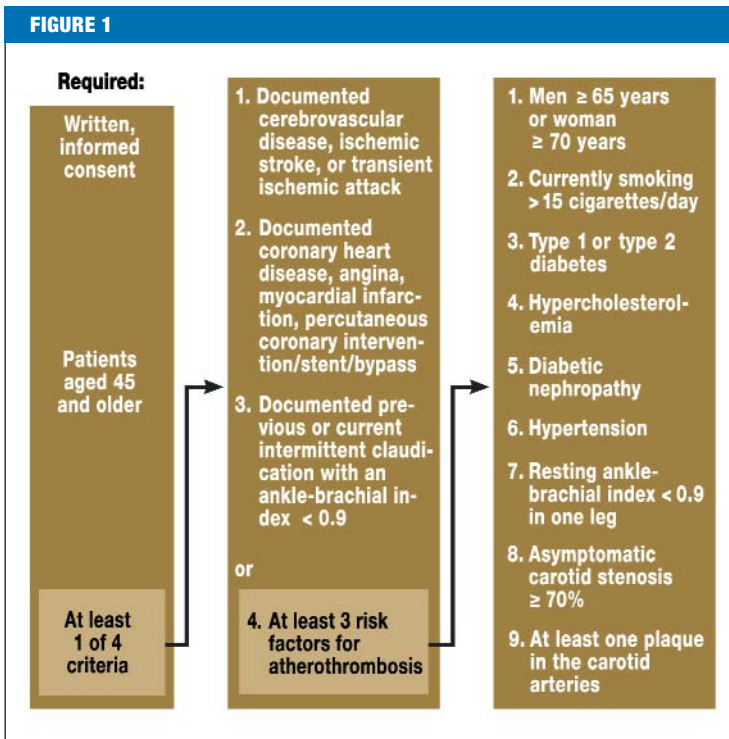 FIGURE 1
Required:
Written,
informed
consent
Patients
aged 45
and older
At least
1 of 4
criteria
1. Documented
cerebrovascular
disease, ischemic
stroke, or transient
ischemic attack
2. Documented
coronary heart
disease, angina,
myocardial infarc-
tion, percutaneous
coronary interven-
tion/stent/bypass
3. Documented pre-
vious or current
intermittent claudi-
cation with an
ankle-brachial in-
dex < 0.9
or
4. At least 3 risk
factors for
atherothrombosis
1. Men ≥ 65 years
or woman
≥ 70 years
2. Currently smoking
> 15 cigarettes/day
3. Type 1 or type 2
diabetes
4. Hypercholesterol-
emia
5. Diabetic
nephropathy
6. Hypertension
7. Resting ankle-
brachial index < 0.9
in one leg
8. Asymptomatic
carotid stenosis
≥ 70%
9. At least one plaque
in the carotid
arteries